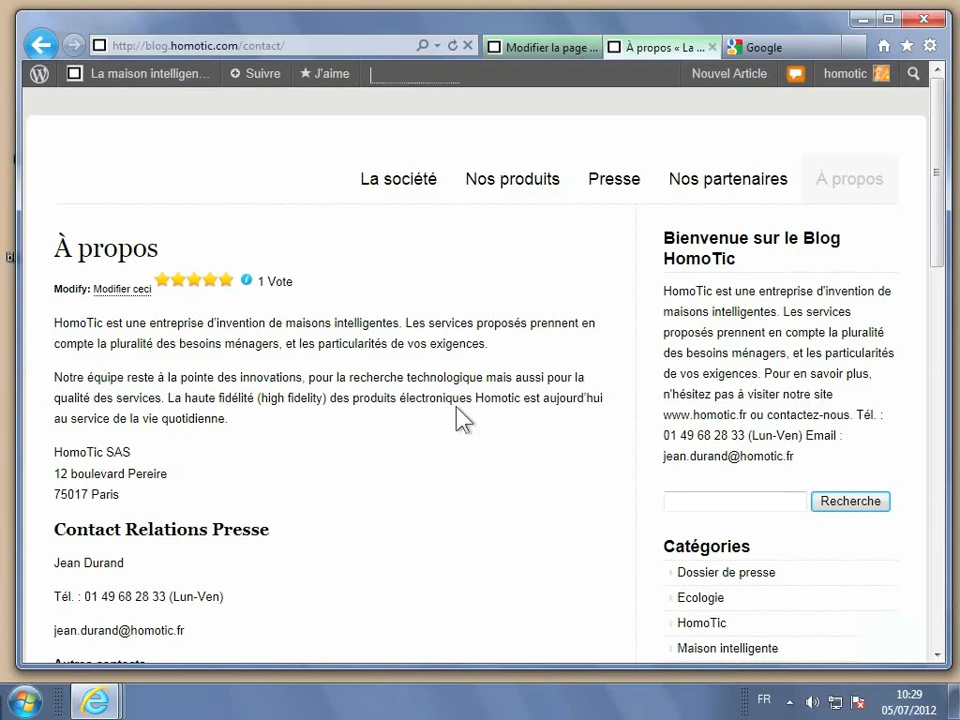 http://blog.homotic.com/contact/
Modifier la page ...
À propos « La ...
Google
La maison intelligen...
Suivre
J'aime
Nouvel Article
homotic
La société
Nos produits
Presse
Nos partenaires
À propos
À propos
Modify: Modifier ceci
1 Vote
HomoTic est une entreprise d'invention de maisons intelligentes. Les services proposés prennent en
compte la pluralité des besoins ménagers, et les particularités de vos exigences.
Notre équipe reste à la pointe des innovations, pour la recherche technologique mais aussi pour la
qualité des services. La haute fidélité (high fidelity) des produits électroniques Homotic est aujourd'hui
au service de la vie quotidienne.
HomoTic SAS
12 boulevard Pereire
75017 Paris
Contact Relations Presse
Jean Durand
Tél. : 01 49 68 28 33 (Lun-Ven)
jean.durand@homotic.fr
Autres contacts
Bienvenue sur le Blog
HomoTic
HomoTic est une entreprise d'invention de
maisons intelligentes. Les services
proposés prennent en compte la pluralité
des besoins ménagers, et les particularités
de vos exigences. Pour en savoir plus,
n'hésitez pas à visiter notre site
www.homotic.fr ou contactez-nous. Tél. :
01 49 68 28 33 (Lun-Ven) Email :
jean.durand@homotic.fr
Recherche
Catégories
Dossier de presse
Ecologie
HomoTic
Maison intelligente
FR
10:29
05/07/2012